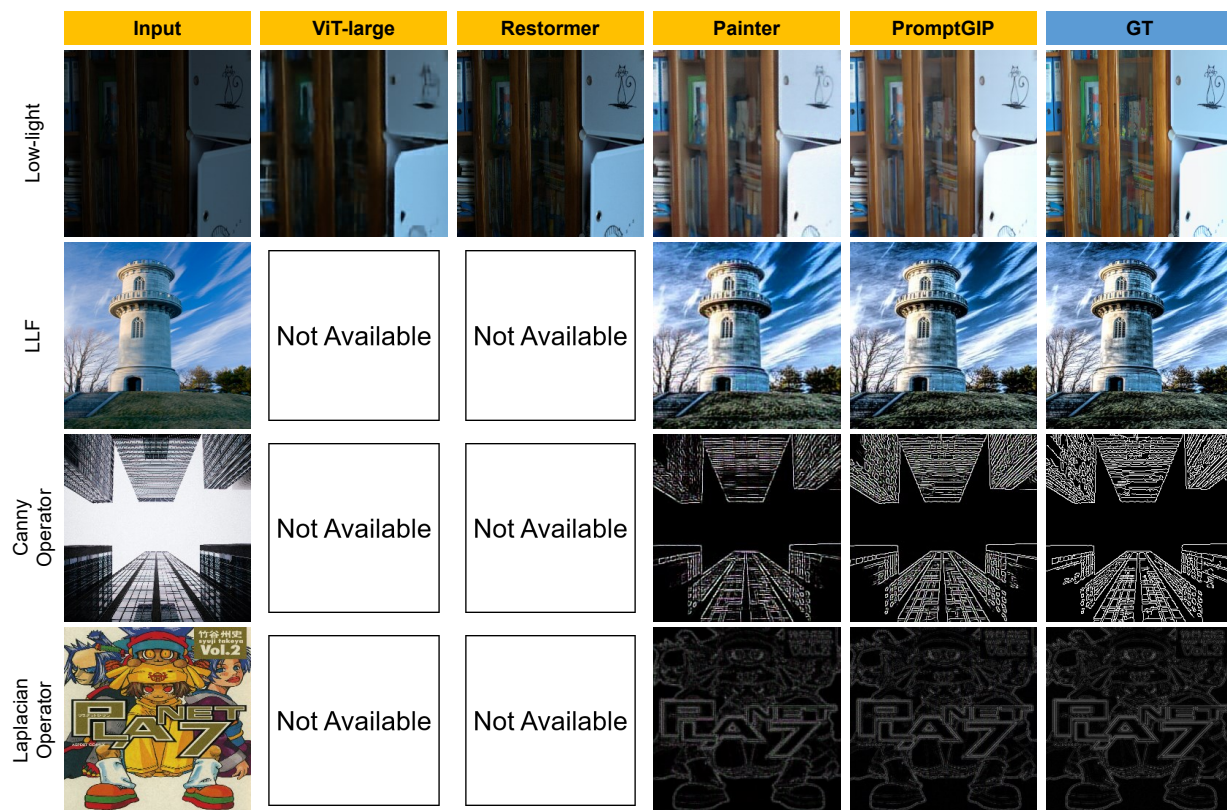 Input ViT-large Restormer Painter PromptGIP GT
Low-light
LLF
Not Available Not Available
Canny
Operator
Not Available Not Available
Laplacian
Operator
竹谷州史
syuji takeya
Vol.2
PLANET
7
Not Available Not Available